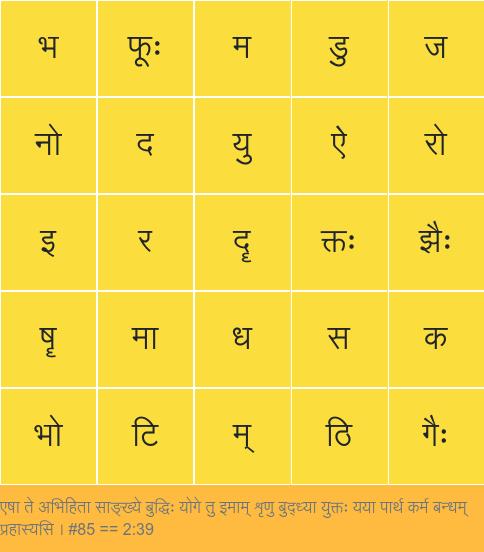 भ फूः म डु ज
नो द यु ऐ रो
इ र दॄ क्तः झैः
षॄ मा ध स क
भो टि म् ठि गैः
एषा ते अभिहिता साङ्ख्ये बुद्धिः योगे तु इमाम् शृणु बुद्ध्या युक्तः यया पार्थ कर्म बन्धम्
प्रहास्यसि । #85 == 2:39